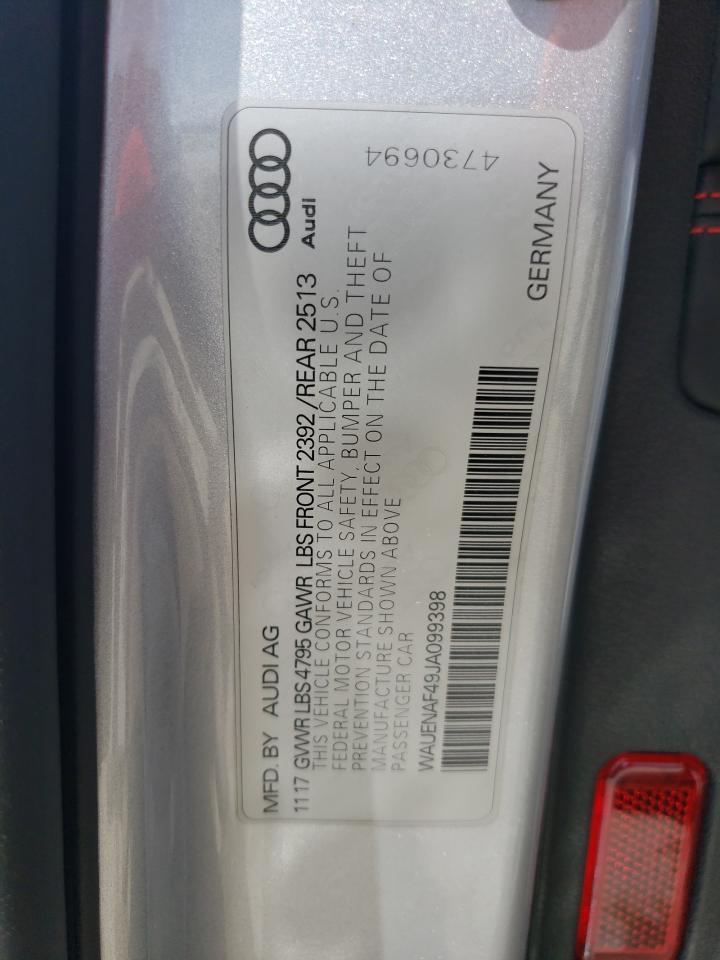 MFD. BY AUDI AG
1117 GVWR LBS 4795 GAWR LBS FRONT 2392/REAR 2513
THIS VEHICLE CONFORMS TO ALL APPLICABLE U.S.
FEDERAL MOTOR VEHICLE SAFETY, BUMPER AND THEFT
PREVENTION STANDARDS IN EFFECT ON THE DATE OF
MANUFACTURE SHOWN ABOVE
PASSENGER CAR
WAUENAF49JA099398
Audi
4730694
GERMANY